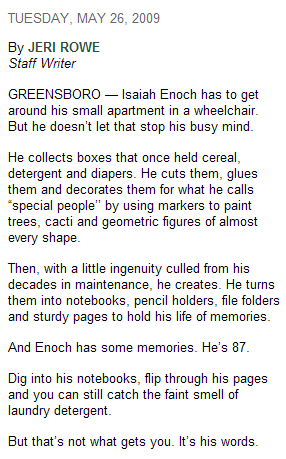 TUESDAY, MAY 26, 2009
By JERI ROWE
Staff Writer
GREENSBORO — Isaiah Enoch has to get
around his small apartment in a wheelchair.
But he doesn’t let that stop his busy mind.
He collects boxes that once held cereal,
detergent and diapers. He cuts them, glues
them and decorates them for what he calls
“special people’’ by using markers to paint
trees, cacti and geometric figures of almost
every shape.
Then, with a little ingenuity culled from his
decades in maintenance, he creates. He turns
them into notebooks, pencil holders, file folders
and sturdy pages to hold his life of memories.
And Enoch has some memories. He’s 87.
Dig into his notebooks, flip through his pages
and you can still catch the faint smell of
laundry detergent.
But that’s not what gets you. It’s his words.